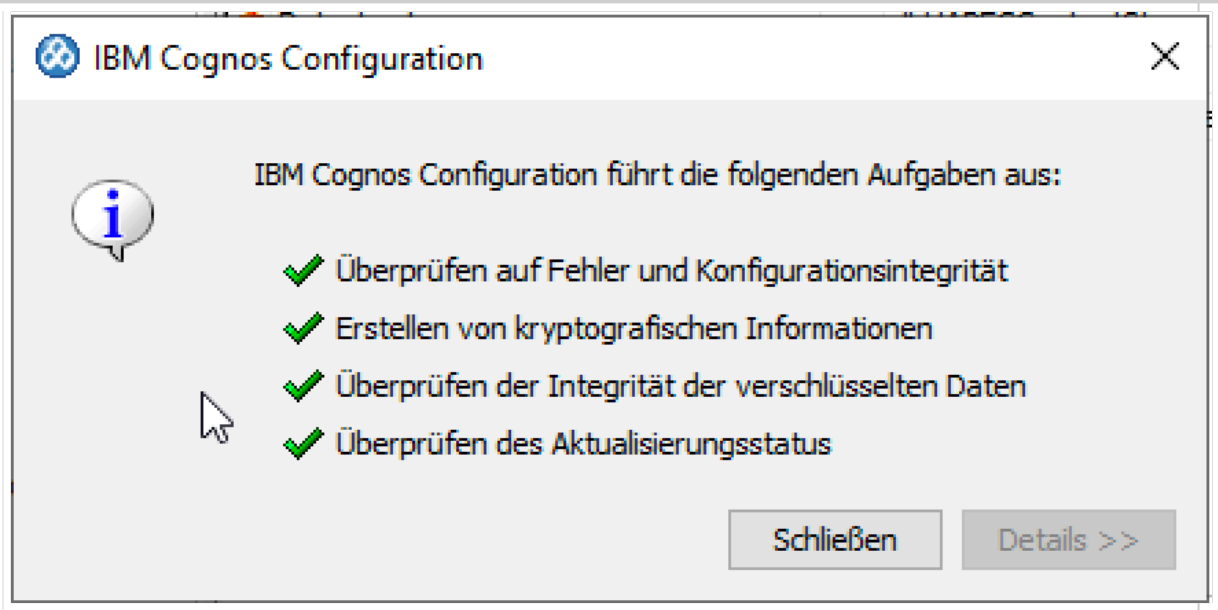 IBM Cognos Configuration
IBM Cognos Configuration führt die folgenden Aufgaben aus:
Überprüfen auf Fehler und Konfigurationsintegrität
Erstellen von kryptografischen Informationen
Überprüfen der Integrität der verschlüsselten Daten
Überprüfen des Aktualisierungsstatus
Schließen
Details >>